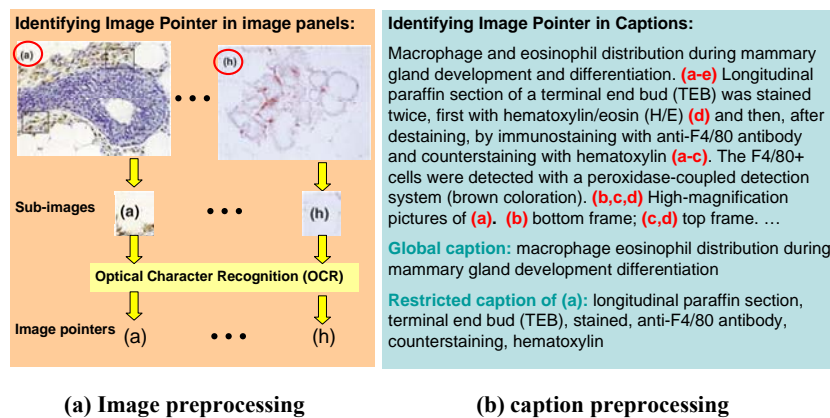 Identifying Image Pointer in image panels:
(a)
(h)
Sub-images
(a)
(h)
Optical Character Recognition (OCR)
Image pointers
(a)
(h)
(a) Image preprocessing
Identifying Image Pointer in Captions:
Macrophage and eosinophil distribution during mammary
gland development and differentiation. (a-e) Longitudinal
paraffin section of a terminal end bud (TEB) was stained
twice, first with hematoxylin/eosin (H/E) (d) and then, after
destaining, by immunostaining with anti-F4/80 antibody
and counterstaining with hematoxylin (a-c). The F4/80+
cells were detected with a peroxidase-coupled detection
system (brown coloration). (b,c,d) High-magnification
pictures of (a). (b) bottom frame; (c,d) top frame. …
Global caption: macrophage eosinophil distribution during
mammary gland development differentiation
Restricted caption of (a): longitudinal paraffin section,
terminal end bud (TEB), stained, anti-F4/80 antibody,
counterstaining, hematoxylin
(b) caption preprocessing